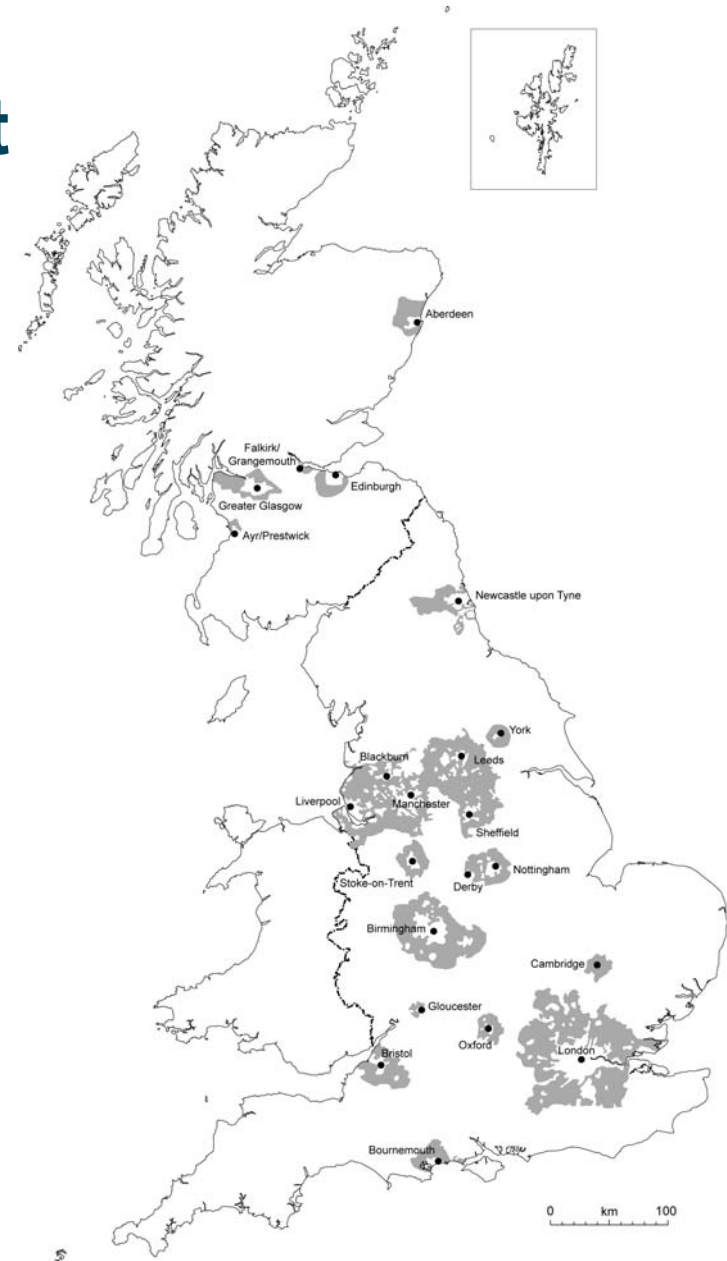 t
Aberdeen
Falkirk/
Grangemouth
Edinburgh
Greater Glasgow
Ayr/Prestwick
Newcastle upon Tyne
York
Blackburn
Leeds
Liverpool
Manchester
Sheffield
Stoke-on-Trent
Nottingham
Derby
Birmingham
Cambridge
Gloucester
Oxford
London
Bristol
Bournemouth
0 km 100